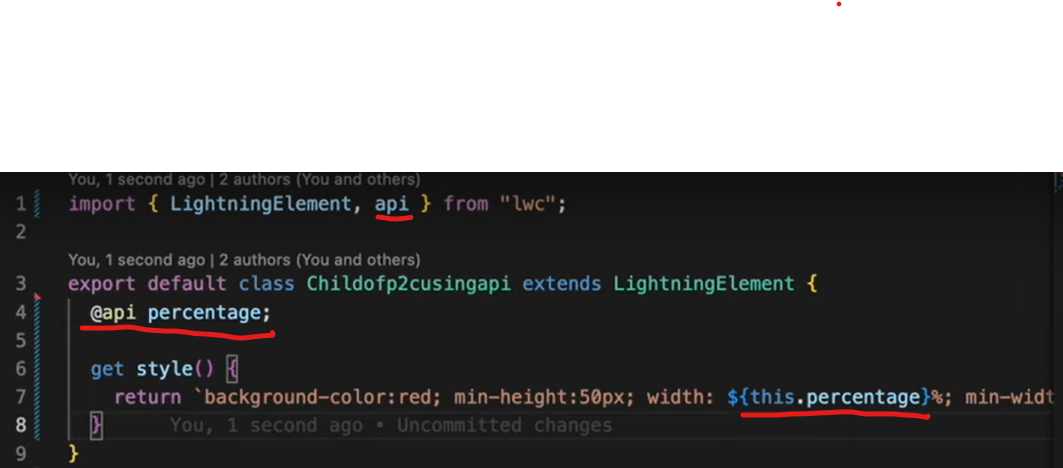 You, 1 second ago | 2 authors (You and others)
1 import { LightningElement, api } from "lwc";
2
You, 1 second ago | 2 authors (You and others)
3 export default class Childofp2cusingapi extends LightningElement {
4 @api percentage;
5
6 get style() {
7 return `background-color:red; min-height:50px; width: ${this.percentage}%; min-widt
8 } You, 1 second ago • Uncommitted changes
9 }